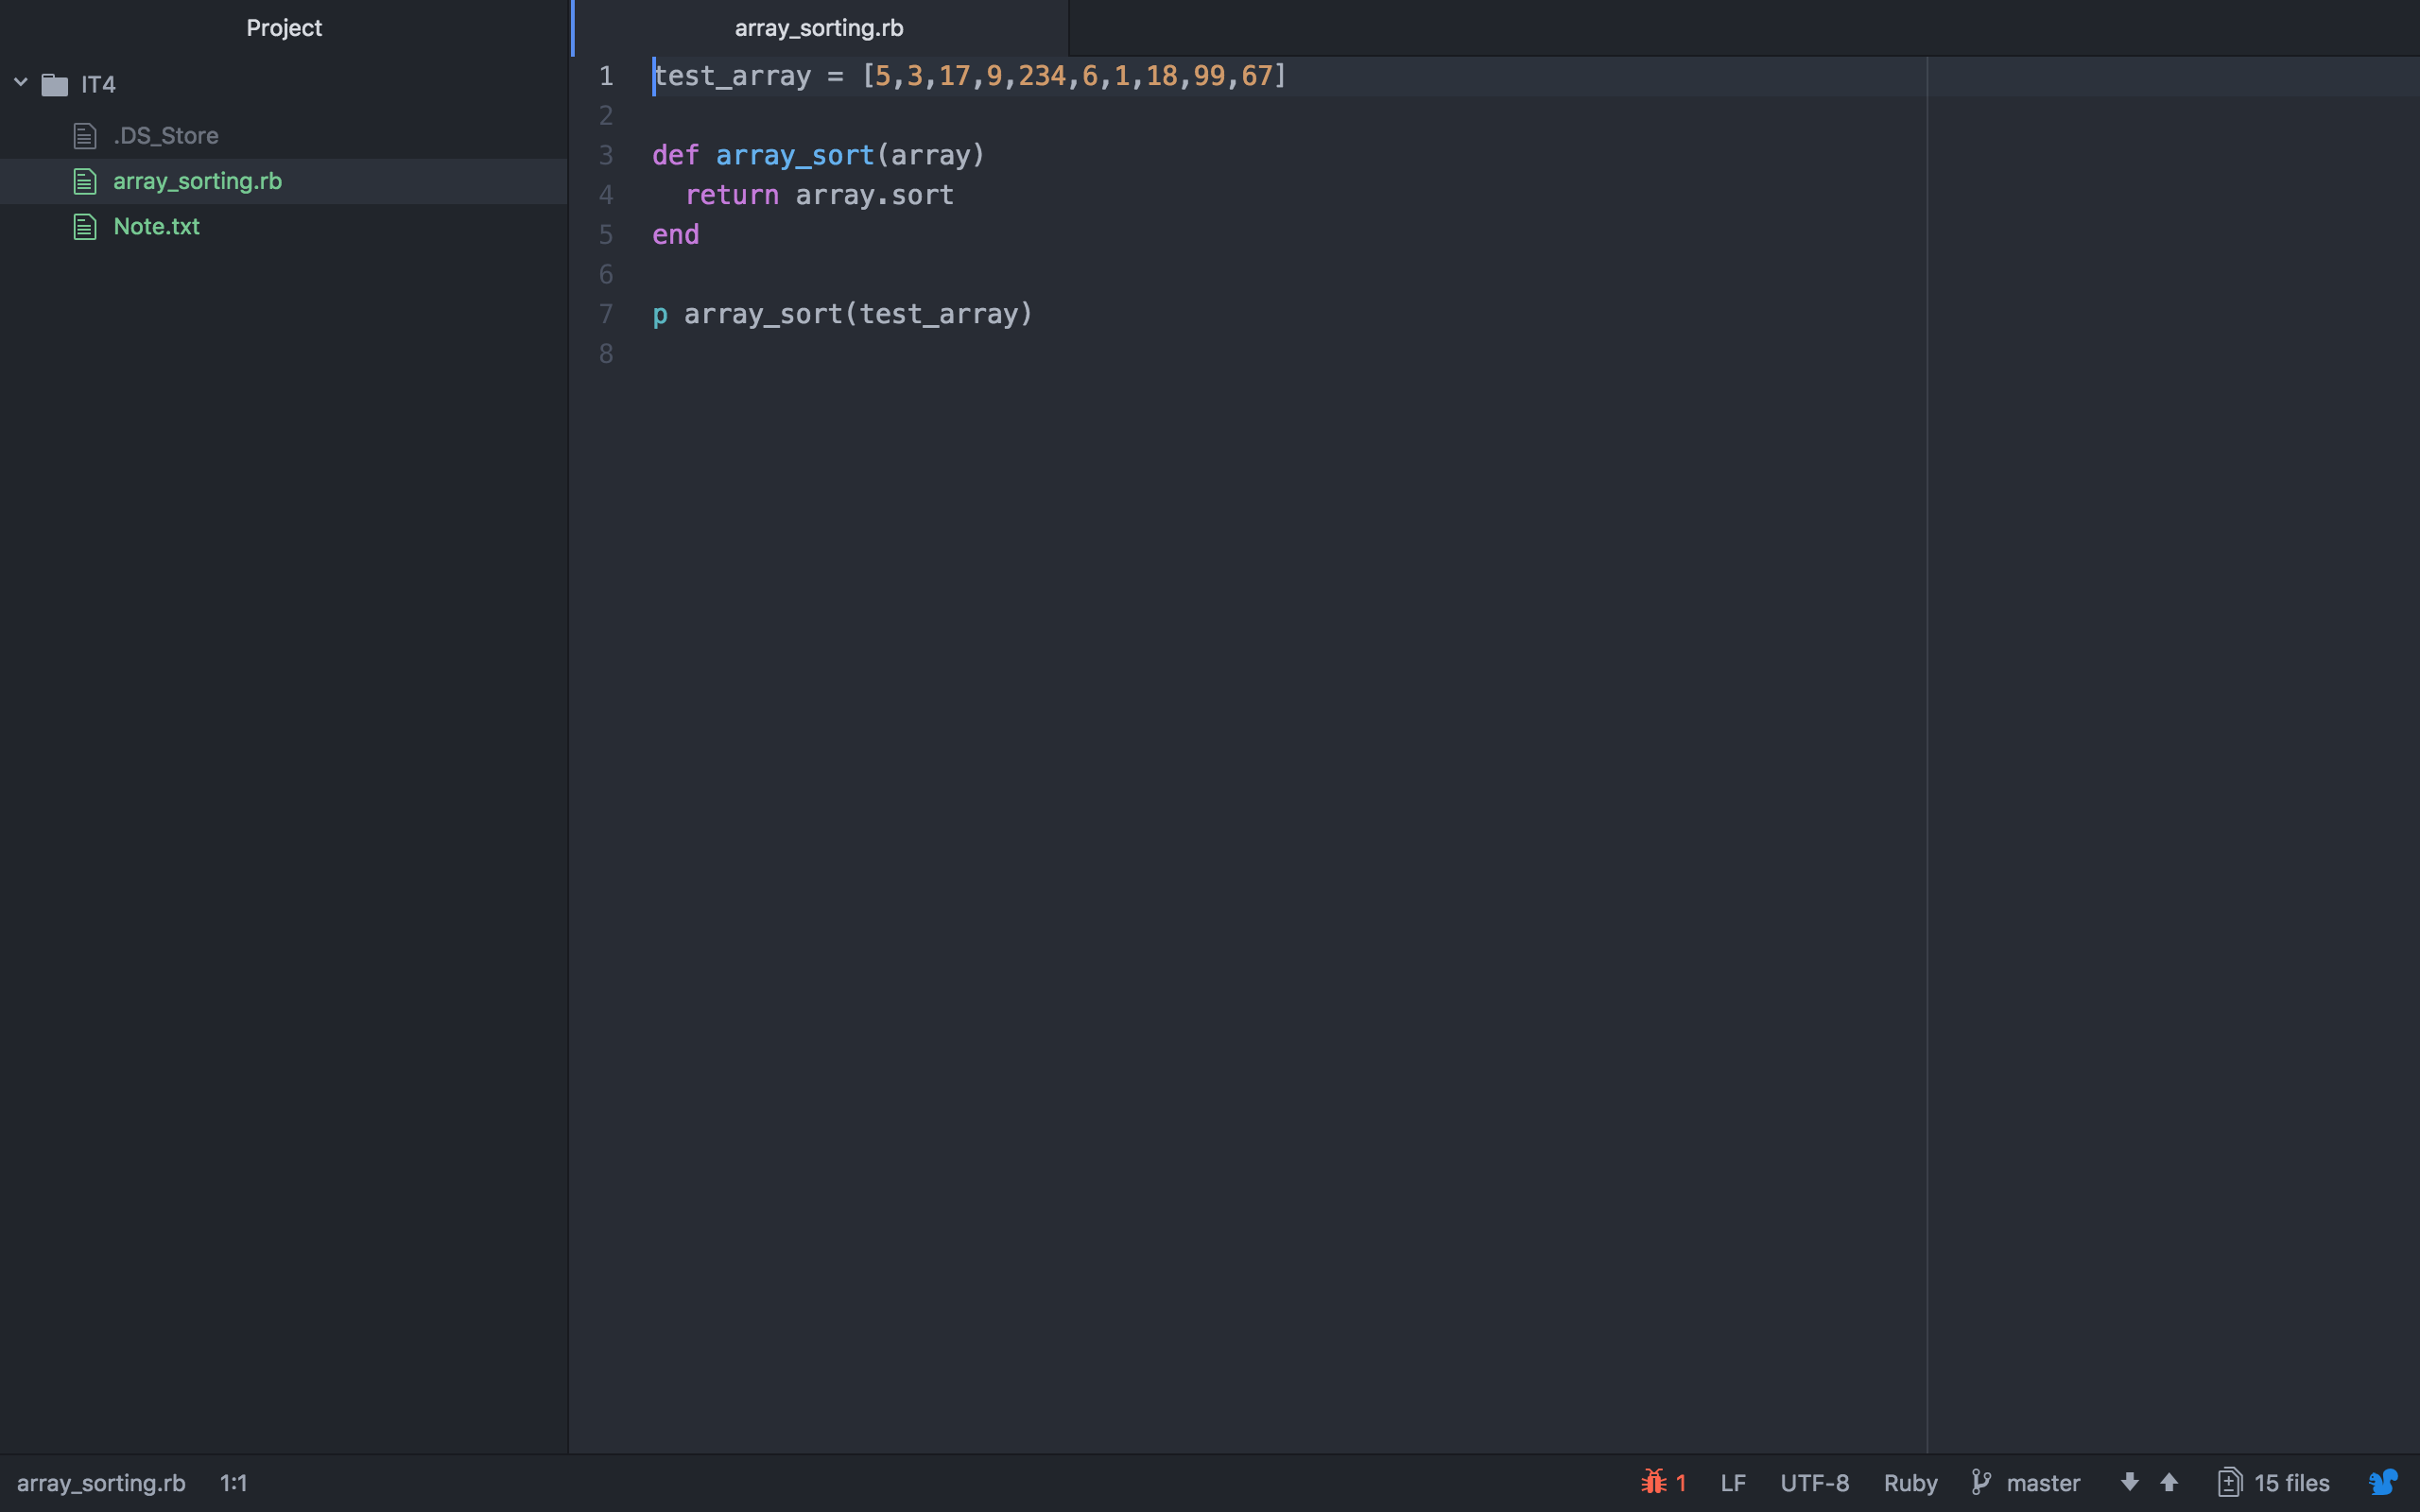 Project
IT4
.DS_Store
array_sorting.rb
Note.txt
array_sorting.rb
1 test_array = [5,3,17,9,234,6,1,18,99,67]
2
3 def array_sort(array)
4   return array.sort
5 end
6
7 p array_sort(test_array)
8
array_sorting.rb 1:1 1 LF UTF-8 Ruby master 15 files